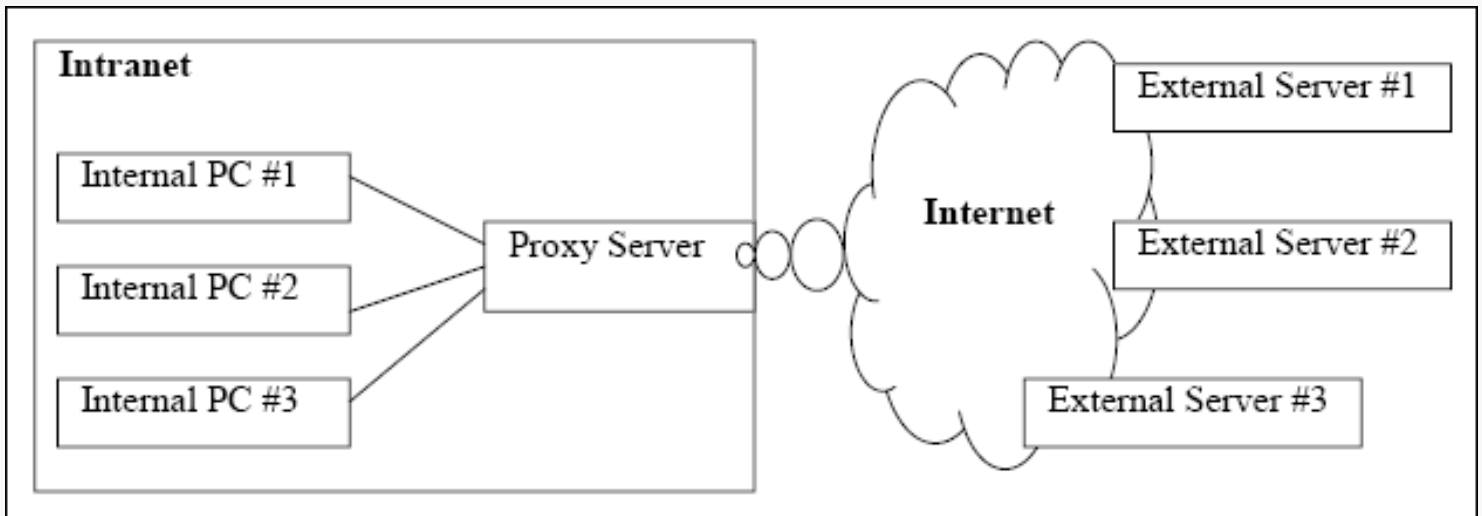 Intranet
Internal PC #1
Internal PC #2
Internal PC #3
Proxy Server
Internet
External Server #1
External Server #2
External Server #3